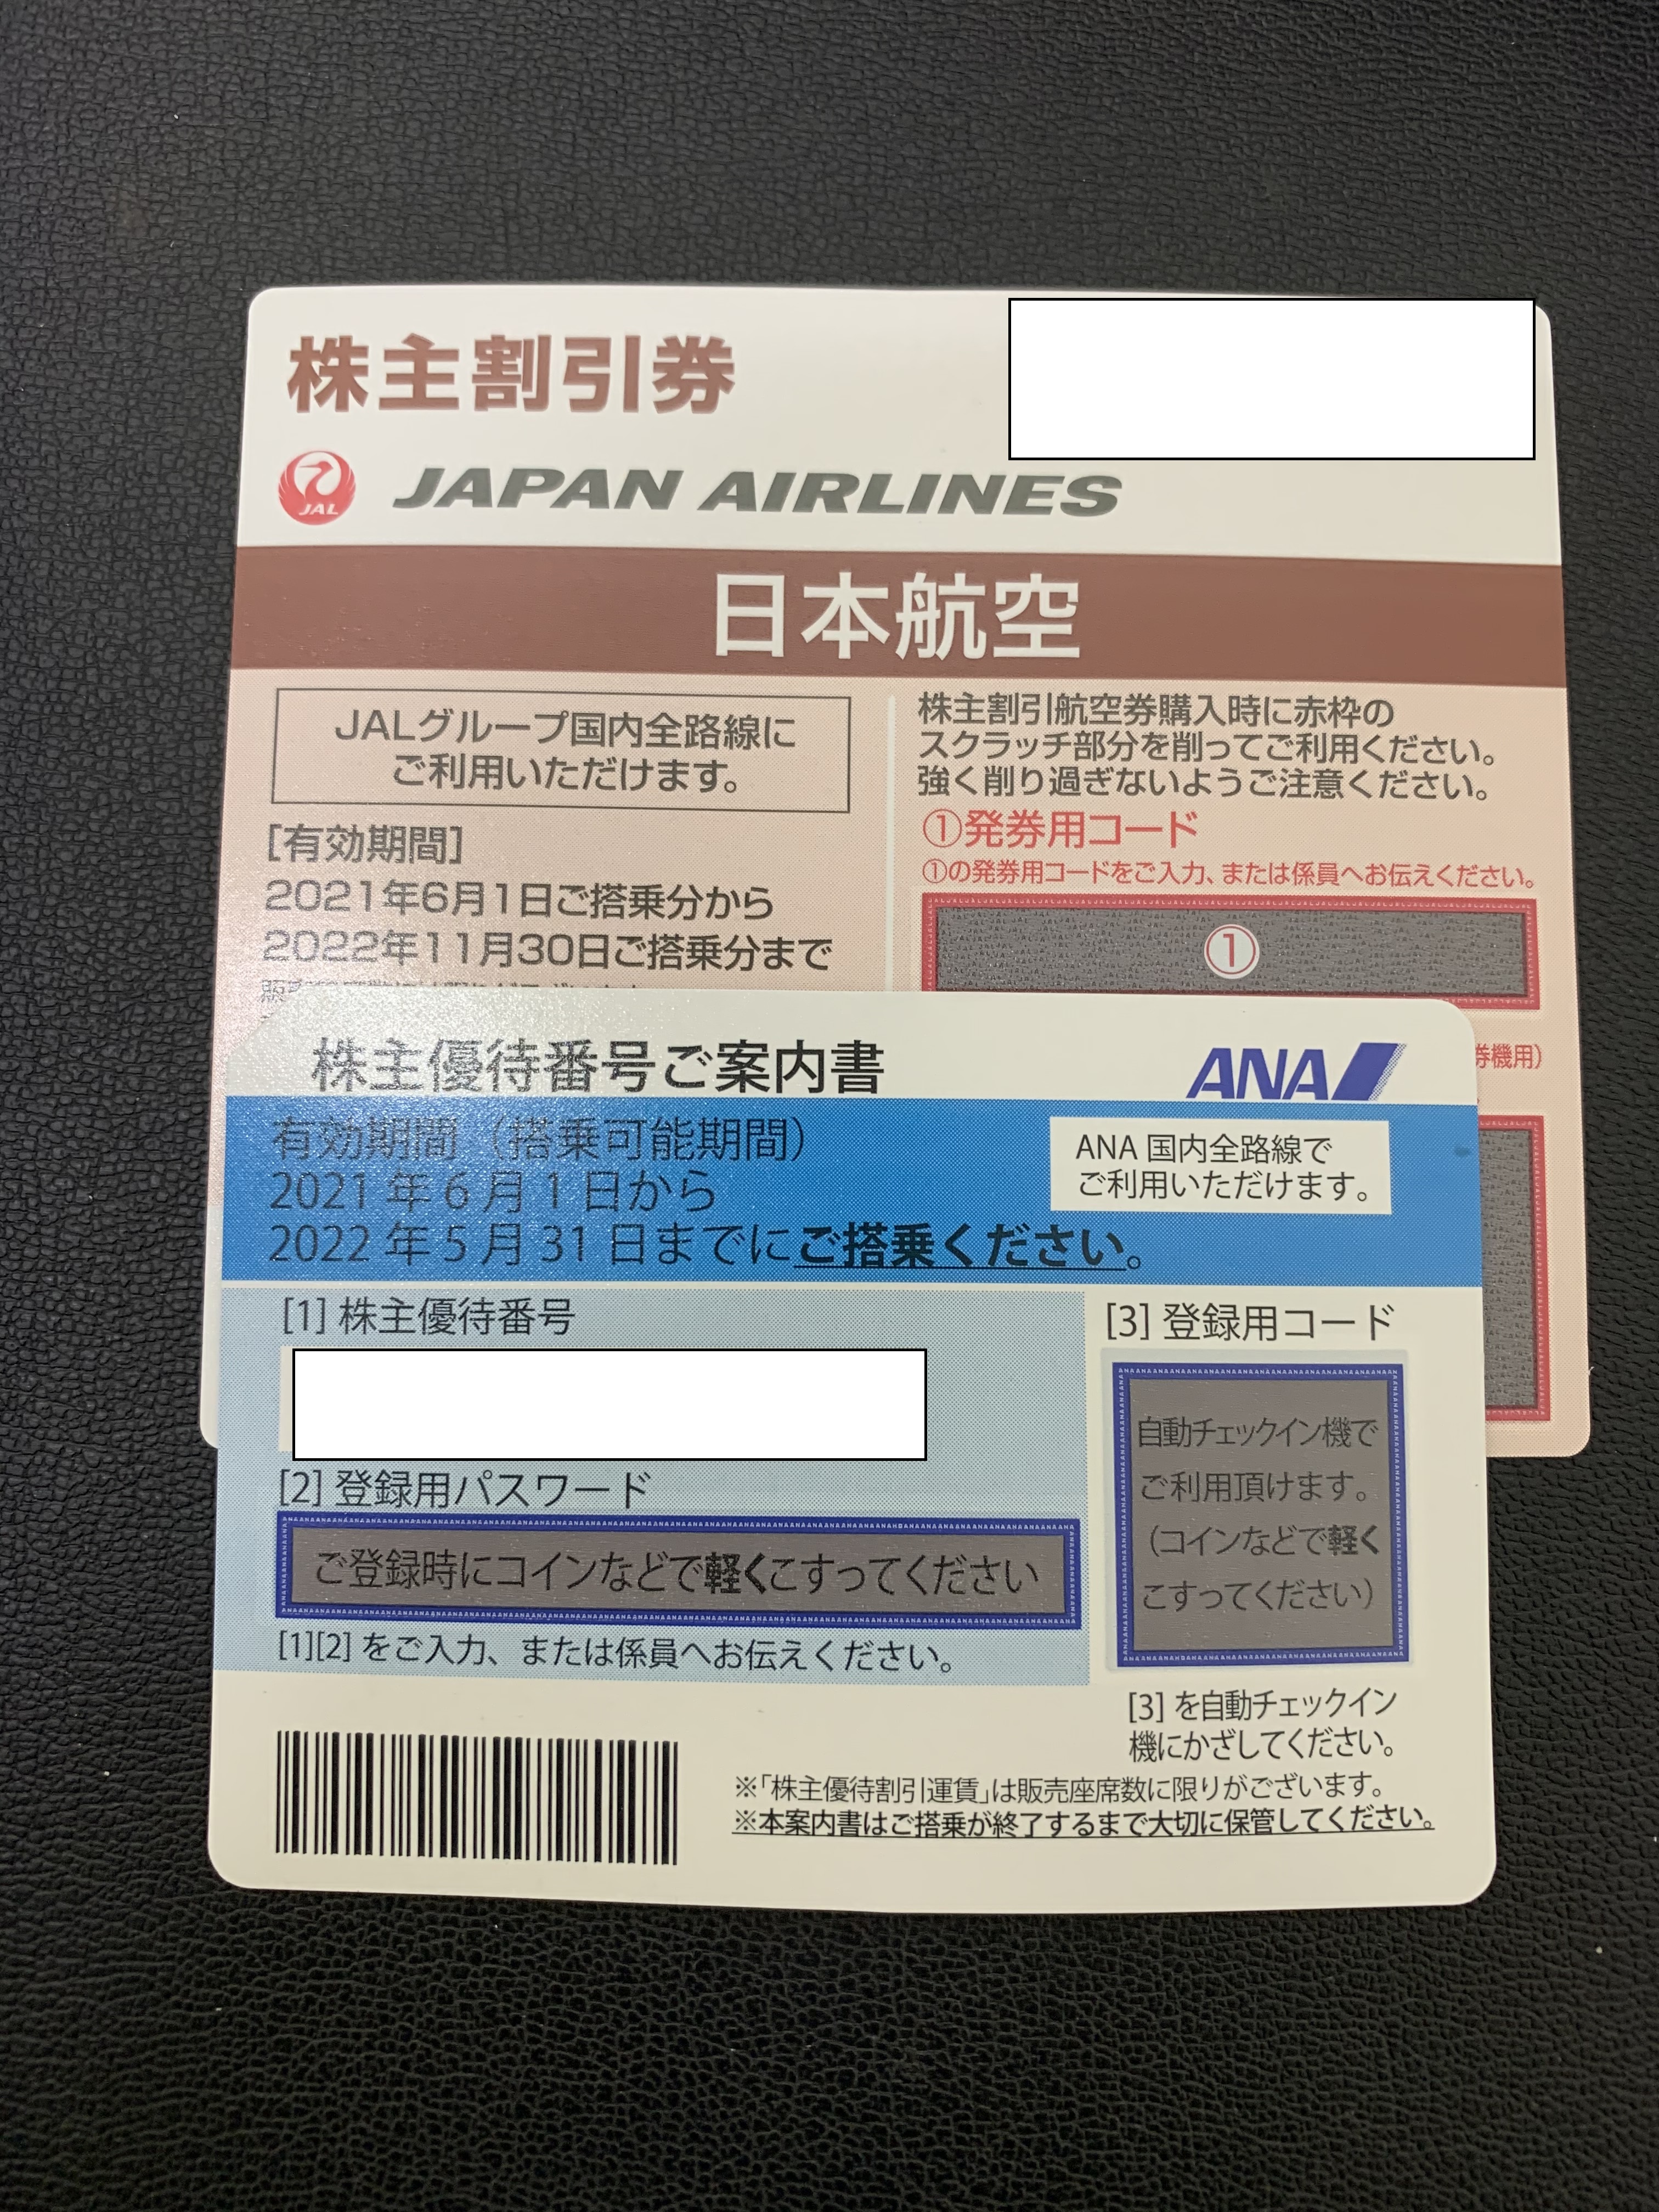 株主割引券
JAL
JAPAN AIRLINES
日本航空
JALグループ国内全路線に
ご利用いただけます。
[有効期間]
2021年6月1日ご搭乗分から
2022年11月30日ご搭乗分まで
株主割引航空券購入時に赤枠の
スクラッチ部分を削ってご利用ください。
強く削り過ぎないようご注意ください。
①発券用コード
①の発券用コードをご入力、または係員へお伝えください。
①
券機用）
株主優待番号ご案内書
ANA
有効期間（搭乗可能期間）
2021年6月1日から
2022年5月31日までにご搭乗ください。
ANA 国内全路線で
ご利用いただけます。
[1] 株主優待番号
[2] 登録用パスワード
ご登録時にコインなどで軽くこすってください
[1][2] をご入力、または係員へお伝えください。
[3] 登録用コード
自動チェックイン機で
ご利用頂けます。
（コインなどで軽く
こすってください）
[3] を自動チェックイン
機にかざしてください。
※「株主優待割引運賃」は販売座席数に限りがございます。
※本案内書はご搭乗が終了するまで大切に保管してください。